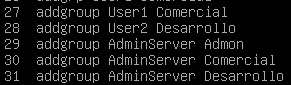 27 addgroup User1 Comercial
28 addgroup User2 Desarrollo
29 addgroup AdminServer Admon
30 addgroup AdminServer Comercial
31 addgroup AdminServer Desarrollo